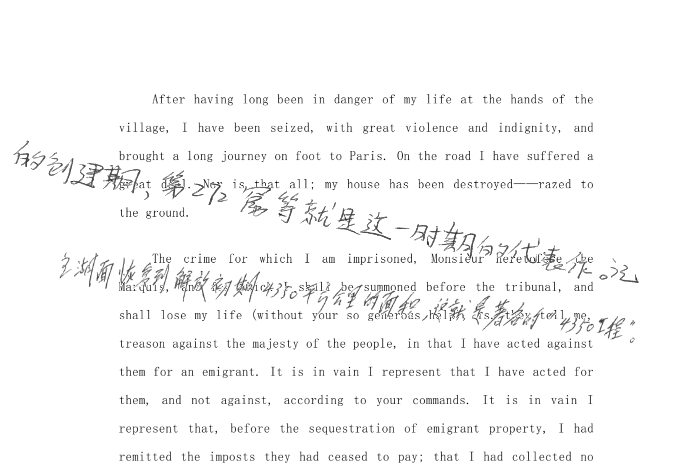 After having long been in danger of my life at the hands of the
village, I have been seized, with great violence and indignity, and
brought a long journey on foot to Paris. On the road I have suffered a
great deal. Nor is that all; my house has been destroyed——razed to
the ground.
的创建期，第272窟等就是这一时期的代表作。
The crime for which I am imprisoned, Monsieur heretofore the
Marquis, and for which I shall be summoned before the tribunal, and
shall lose my life (without your so generous help), is, they tell me,
全湖面恢复到解放初期4350平方公里的面积，这就是著名的“4350工程”。
treason against the majesty of the people, in that I have acted against
them for an emigrant. It is in vain I represent that I have acted for
them, and not against, according to your commands. It is in vain I
represent that, before the sequestration of emigrant property, I had
remitted the imposts they had ceased to pay; that I had collected no